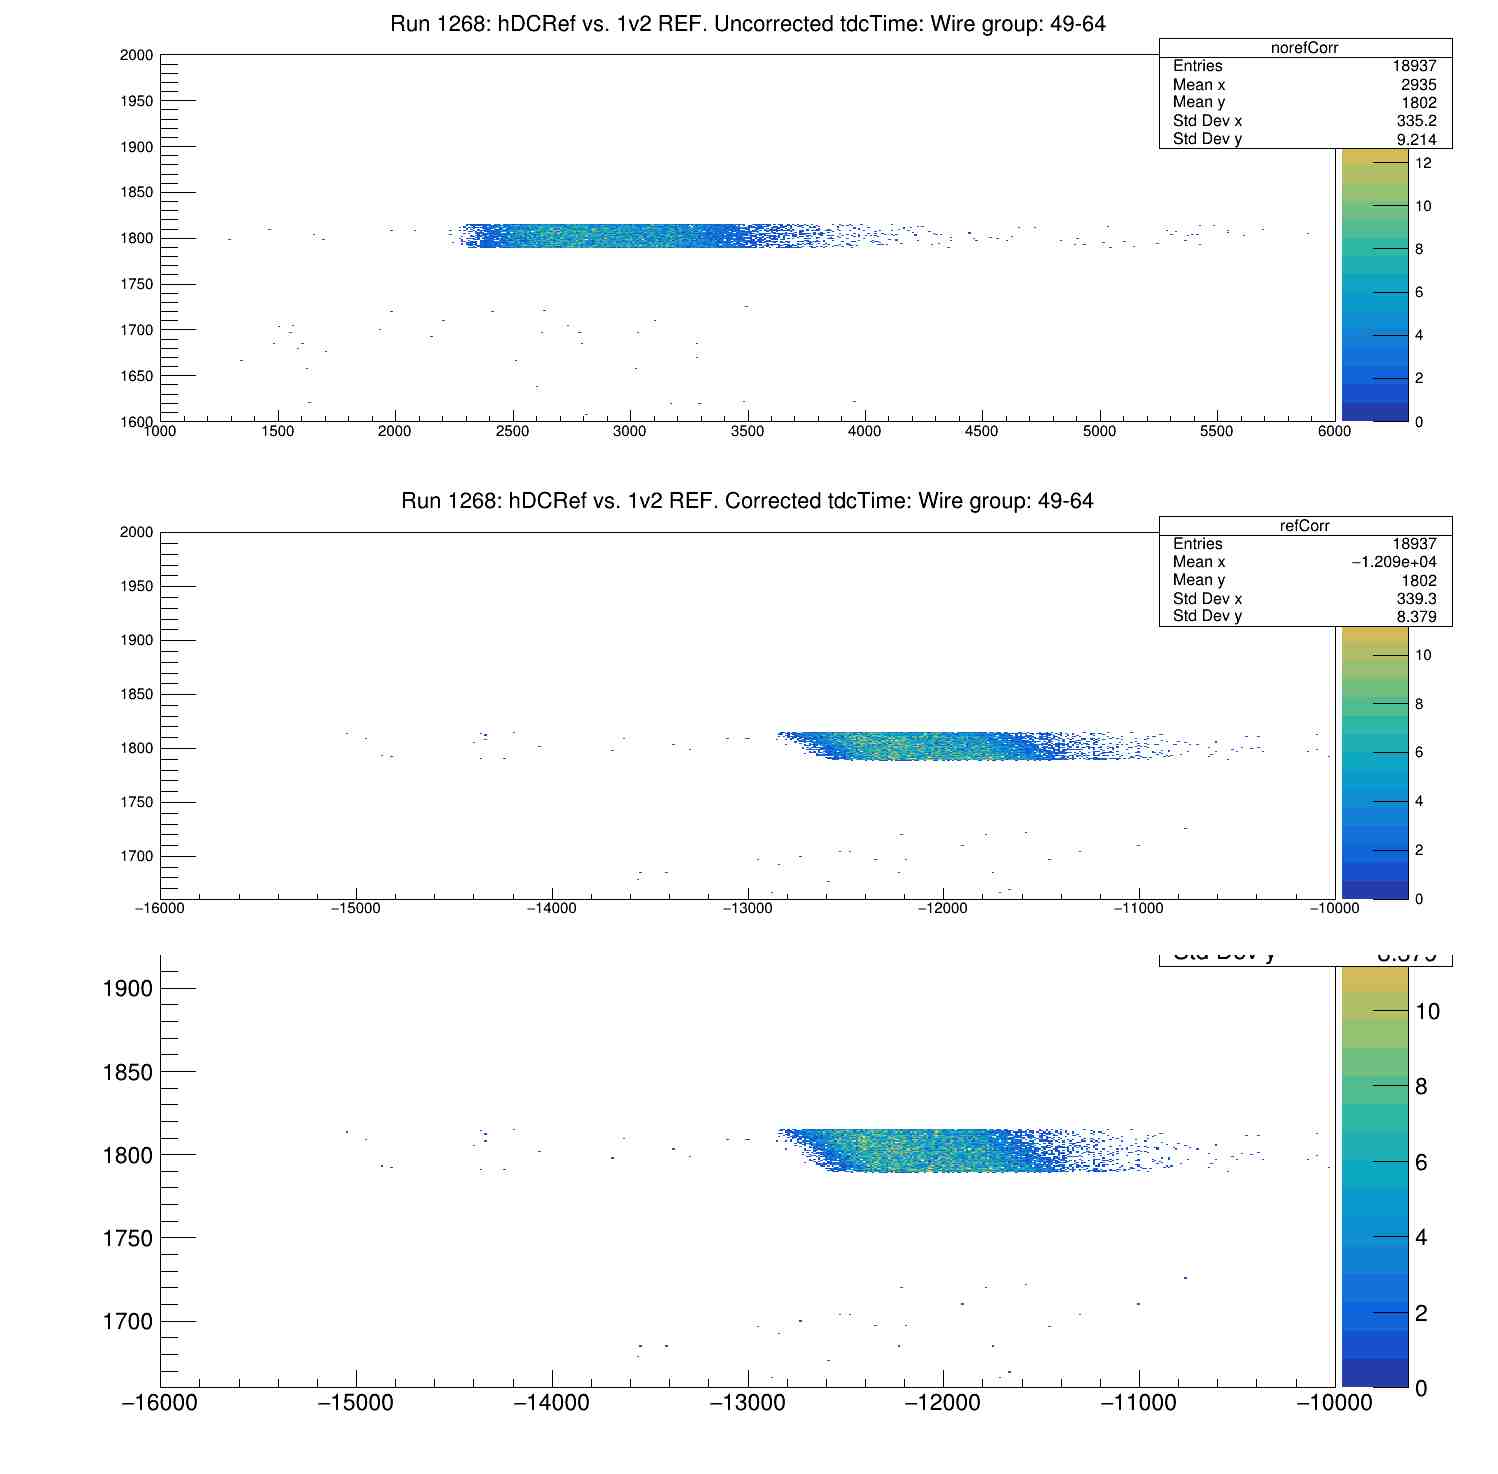 Run 1268: hDCRef vs. 1v2 REF. Uncorrected tdcTime: Wire group: 49-64
norefCorr
Entries 18937
Mean x 2935
Mean y 1802
Std Dev x 335.2
Std Dev y 9.214
2000
1950
1900
1850
1800
1750
1700
1650
1600
12
10
8
6
4
2
0
1000 1500 2000 2500 3000 3500 4000 4500 5000 5500 6000
Run 1268: hDCRef vs. 1v2 REF. Corrected tdcTime: Wire group: 49-64
refCorr
Entries 18937
Mean x −1.209e+04
Mean y 1802
Std Dev x 339.3
Std Dev y 8.379
2000
1950
1900
1850
1800
1750
1700
10
8
6
4
2
0
−16000 −15000 −14000 −13000 −12000 −11000 −10000
Std Dev y 8.379
1900
1850
1800
1750
1700
10
8
6
4
2
0
−16000 −15000 −14000 −13000 −12000 −11000 −10000